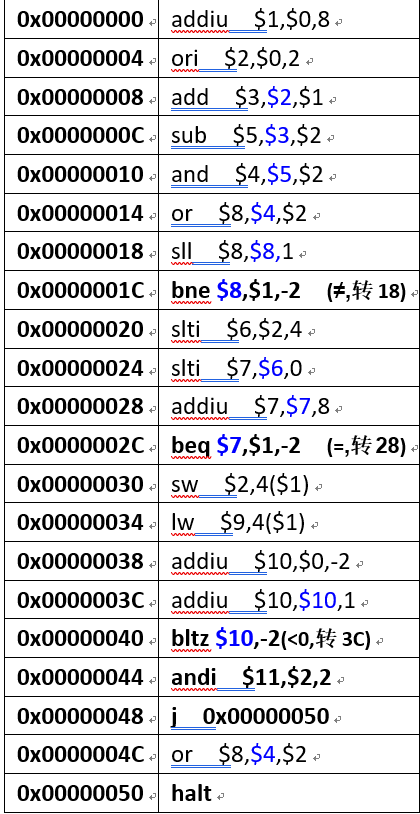 0x00000000 addiu $1,$0,8
0x00000004 ori $2,$0,2
0x00000008 add $3,$2,$1
0x0000000C sub $5,$3,$2
0x00000010 and $4,$5,$2
0x00000014 or $8,$4,$2
0x00000018 sll $8,$8,1
0x0000001C bne $8,$1,-2 (≠,转 18)
0x00000020 slti $6,$2,4
0x00000024 slti $7,$6,0
0x00000028 addiu $7,$7,8
0x0000002C beq $7,$1,-2 (=,转 28)
0x00000030 sw $2,4($1)
0x00000034 lw $9,4($1)
0x00000038 addiu $10,$0,-2
0x0000003C addiu $10,$10,1
0x00000040 bltz $10,-2(<0,转 3C)
0x00000044 andi $11,$2,2
0x00000048 j 0x00000050
0x0000004C or $8,$4,$2
0x00000050 halt